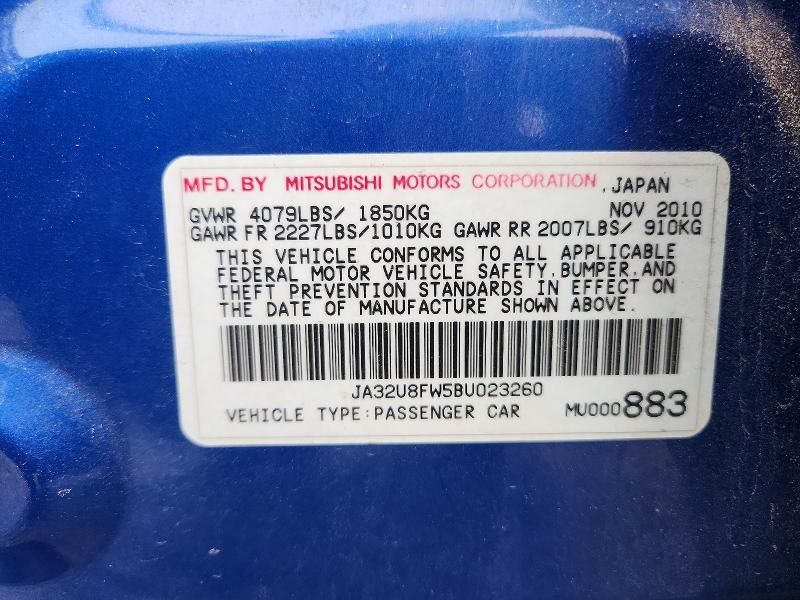 MFD. BY MITSUBISHI MOTORS CORPORATION, JAPAN
GVWR 4079LBS/ 1850KG NOV 2010
GAWR FR 2227LBS/1010KG GAWR RR 2007LBS/ 910KG
THIS VEHICLE CONFORMS TO ALL APPLICABLE
FEDERAL MOTOR VEHICLE SAFETY, BUMPER, AND
THEFT PREVENTION STANDARDS IN EFFECT ON
THE DATE OF MANUFACTURE SHOWN ABOVE.
JA32U8FW5BU023260
VEHICLE TYPE:PASSENGER CAR MU000883